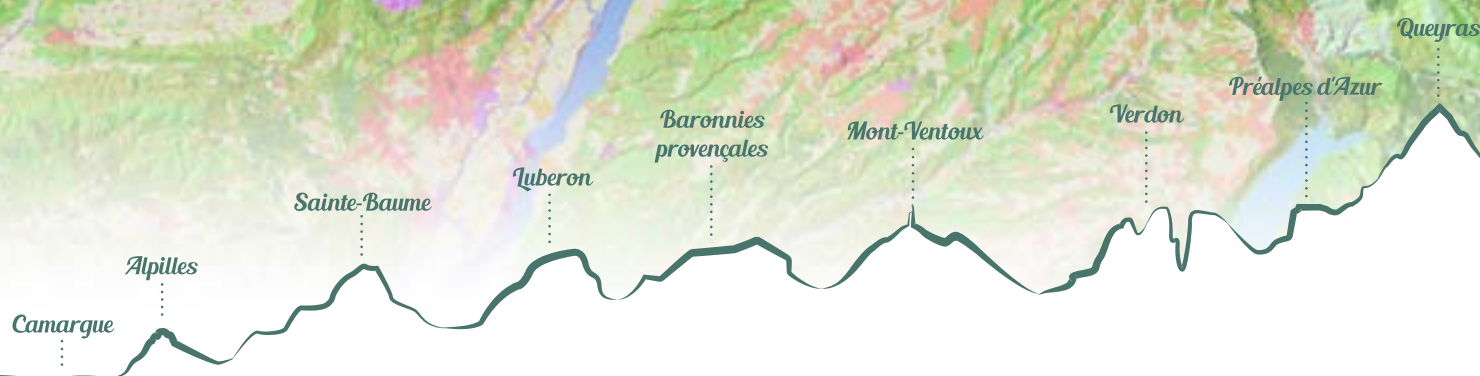 Camargue
Alpilles
Sainte-Baume
Luberon
Baronnies
provençales
Mont-Ventoux
Verdon
Préalpes d'Azur
Queyras